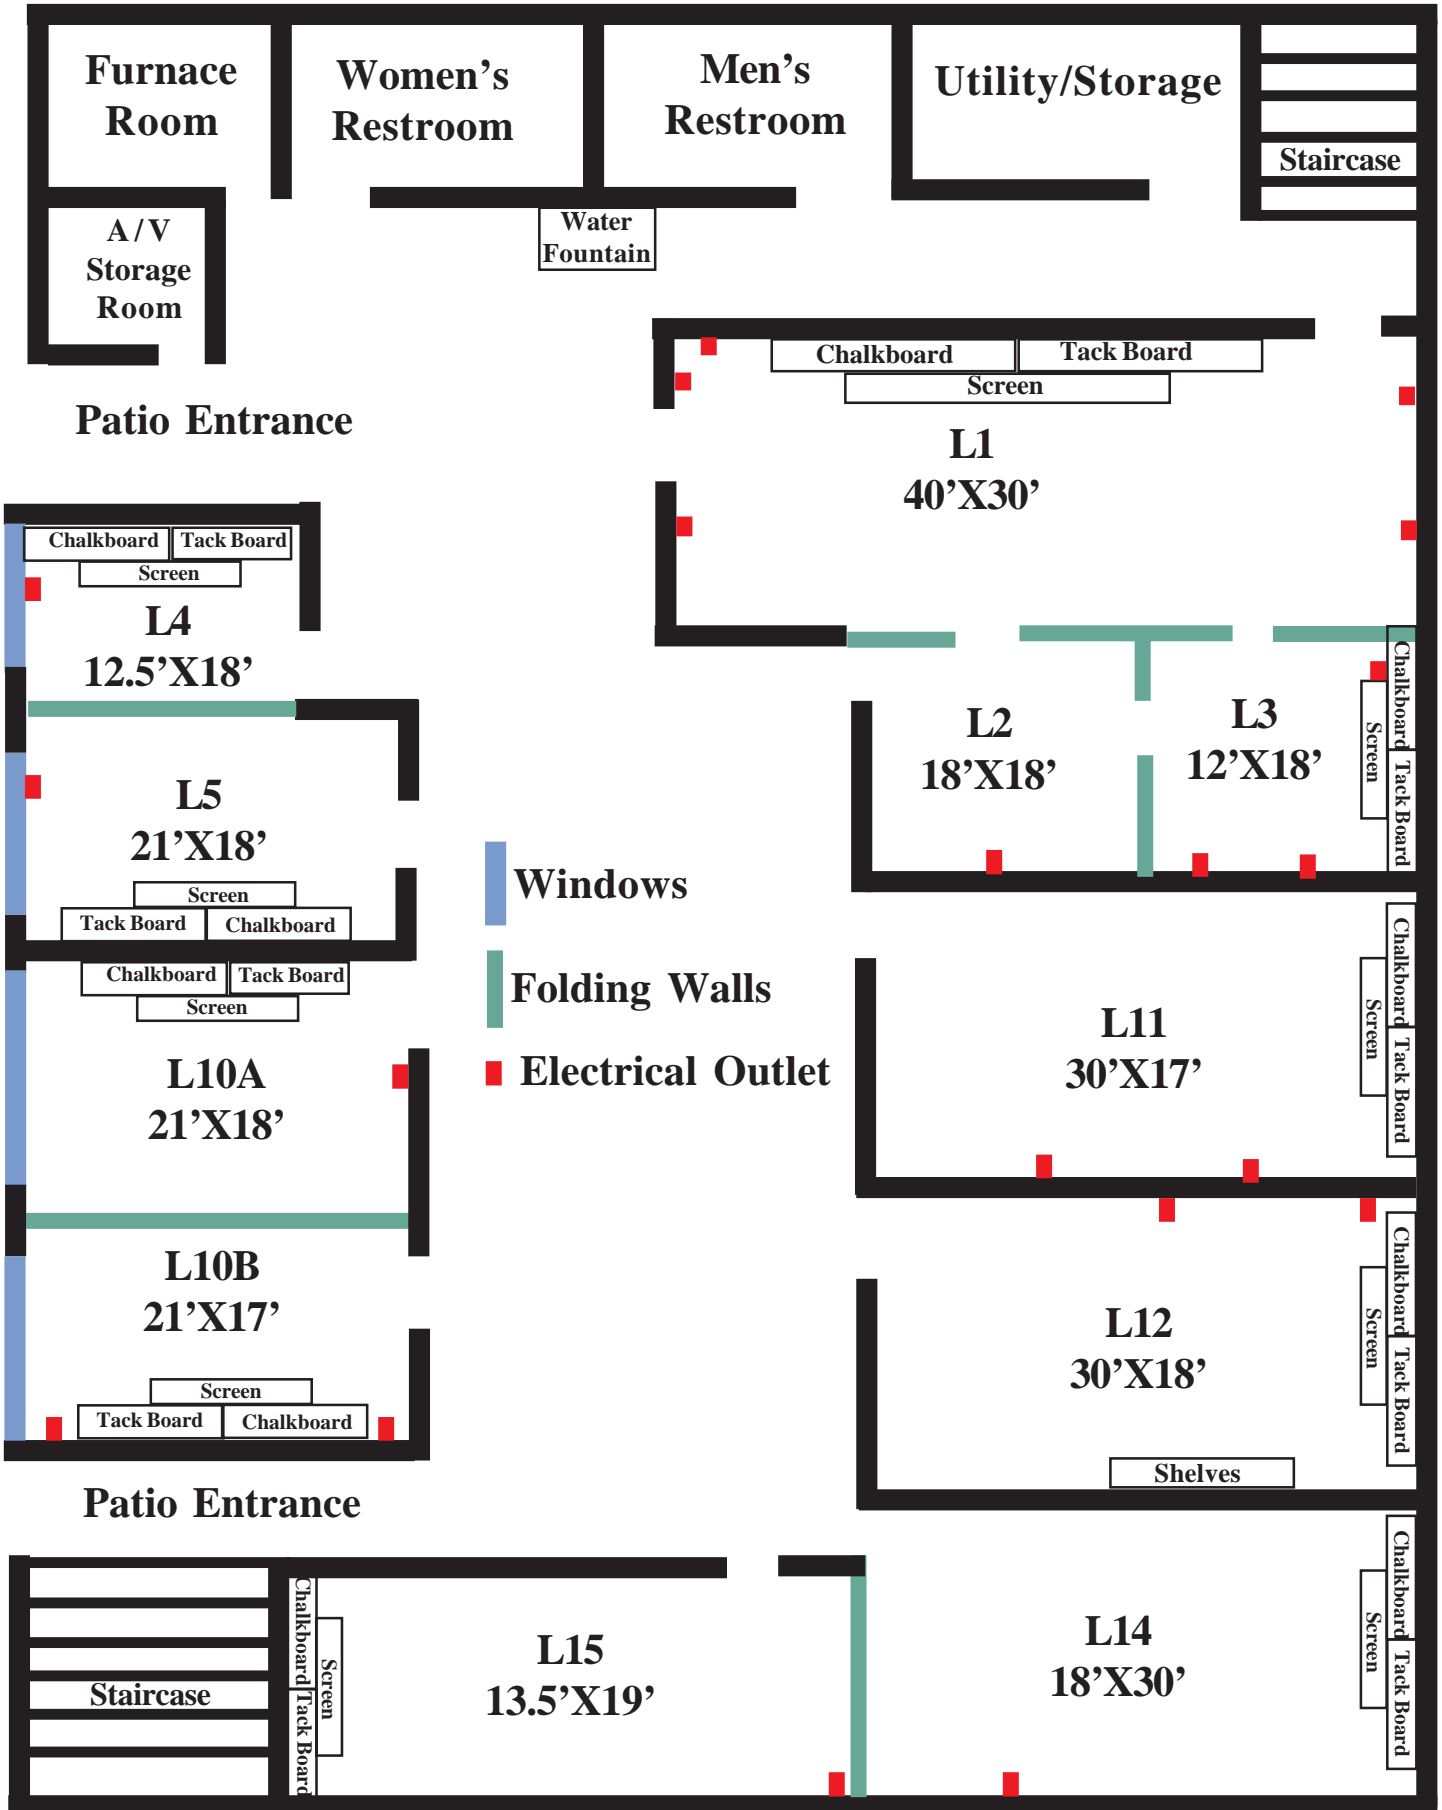 Furnace
Room
Women’s
Restroom
Men’s
Restroom
Utility/Storage
Staircase
A/V
Storage
Room
Water
Fountain
Patio Entrance
Chalkboard
Tack Board
Screen
L1
40’X30’
Chalkboard
Tack Board
Screen
L4
12.5’X18’
L2
18’X18’
L3
12’X18’
Chalkboard
Screen
Tack Board
L5
21’X18’
Screen
Tack Board
Chalkboard
Windows
Folding Walls
Electrical Outlet
Chalkboard
Tack Board
Screen
L10A
21’X18’
L11
30’X17’
Chalkboard
Screen
Tack Board
L10B
21’X17’
Screen
Tack Board
Chalkboard
L12
30’X18’
Chalkboard
Screen
Tack Board
Shelves
Patio Entrance
Staircase
Chalkboard
Screen
Tack Board
L15
13.5’X19’
L14
18’X30’
Chalkboard
Screen
Tack Board